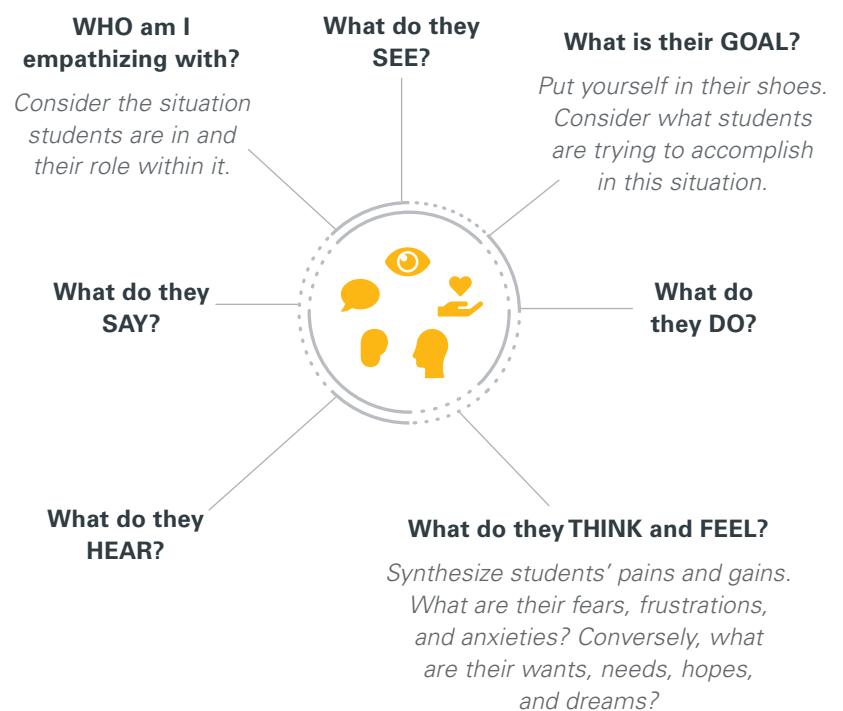 WHO am I
empathizing with?
Consider the situation
students are in and
their role within it.
What do they
SEE?
What is their GOAL?
Put yourself in their shoes.
Consider what students
are trying to accomplish
in this situation.
What do they
SAY?
What do
they DO?
What do they
HEAR?
What do they THINK and FEEL?
Synthesize students’ pains and gains.
What are their fears, frustrations,
and anxieties? Conversely, what
are their wants, needs, hopes,
and dreams?